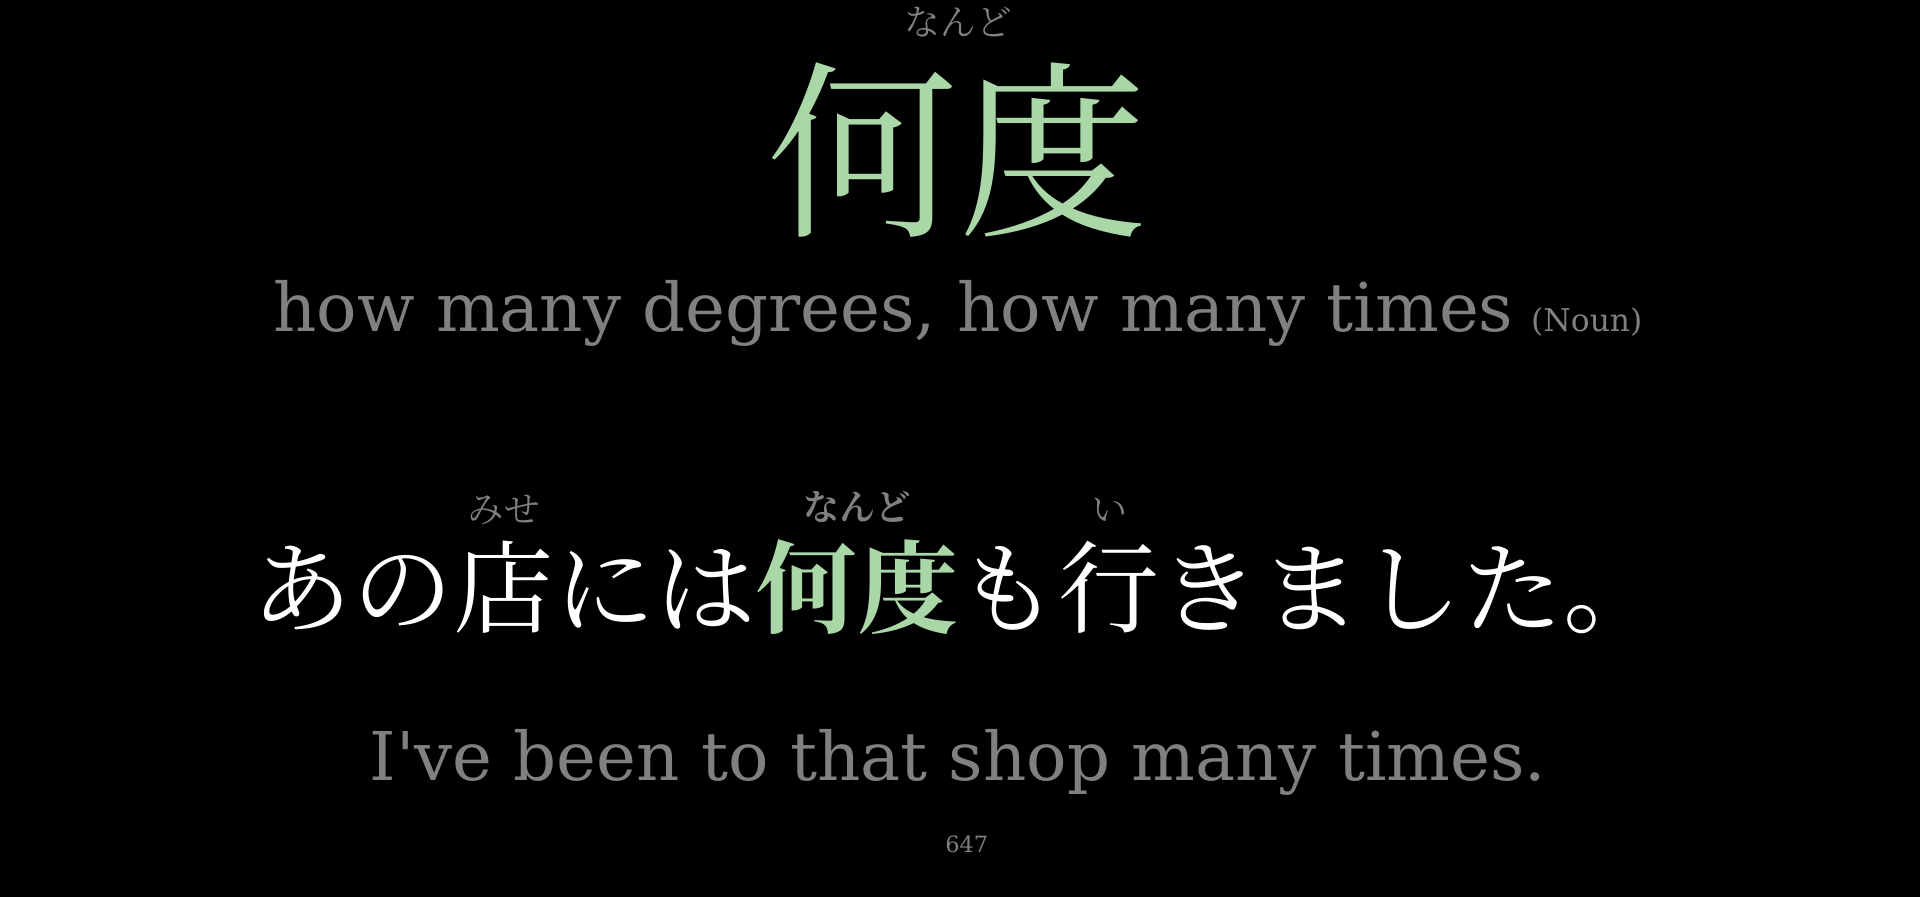 なんど
何度
how many degrees, how many times (Noun)
みせ なんど い
あの店には何度も行きました。
I've been to that shop many times.
647